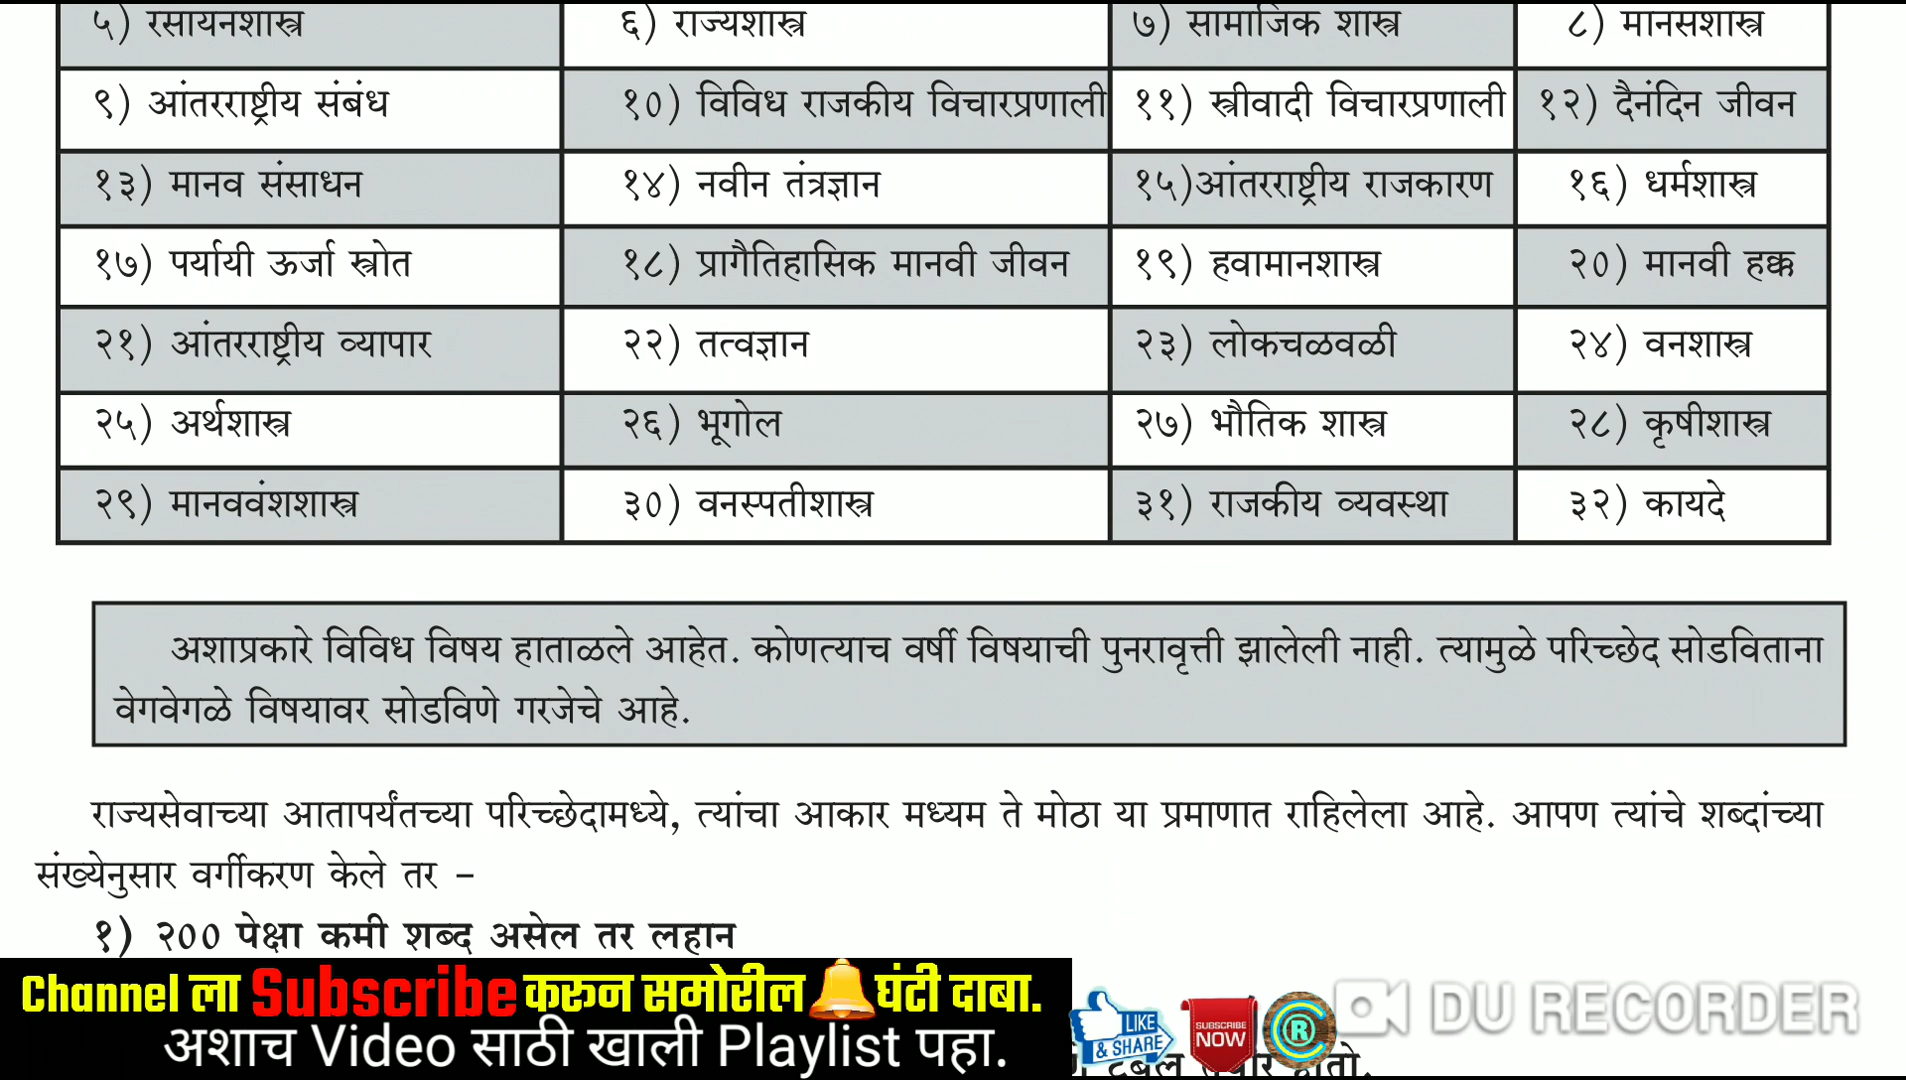 ५) रसायनशास्त्र ६) राज्यशास्त्र ७) सामाजिक शास्त्र ८) मानसशास्त्र
९) आंतरराष्ट्रीय संबंध १०) विविध राजकीय विचारप्रणाली ११) स्त्रीवादी विचारप्रणाली १२) दैनंदिन जीवन
१३) मानव संसाधन १४) नवीन तंत्रज्ञान १५)आंतरराष्ट्रीय राजकारण १६) धर्मशास्त्र
१७) पर्यायी ऊर्जा स्त्रोत १८) प्रागैतिहासिक मानवी जीवन १९) हवामानशास्त्र २०) मानवी हक्क
२१) आंतरराष्ट्रीय व्यापार २२) तत्वज्ञान २३) लोकचळवळी २४) वनशास्त्र
२५) अर्थशास्त्र २६) भूगोल २७) भौतिक शास्त्र २८) कृषीशास्त्र
२९) मानववंशशास्त्र ३०) वनस्पतीशास्त्र ३१) राजकीय व्यवस्था ३२) कायदे
अशाप्रकारे विविध विषय हाताळले आहेत. कोणत्याच वर्षी विषयाची पुनरावृत्ती झालेली नाही. त्यामुळे परिच्छेद सोडविताना
वेगवेगळे विषयावर सोडविणे गरजेचे आहे.
राज्यसेवाच्या आतापर्यंतच्या परिच्छेदामध्ये, त्यांचा आकार मध्यम ते मोठा या प्रमाणात राहिलेला आहे. आपण त्यांचे शब्दांच्या
संख्येनुसार वर्गीकरण केले तर –
१) २०० पेक्षा कमी शब्द असेल तर लहान
Channel ला Subscribe करून समोरील घंटी दाबा.
अशाच Video साठी खाली Playlist पहा.
LIKE
& SHARE
SUBSCRIBE
NOW
R
DU RECORDER